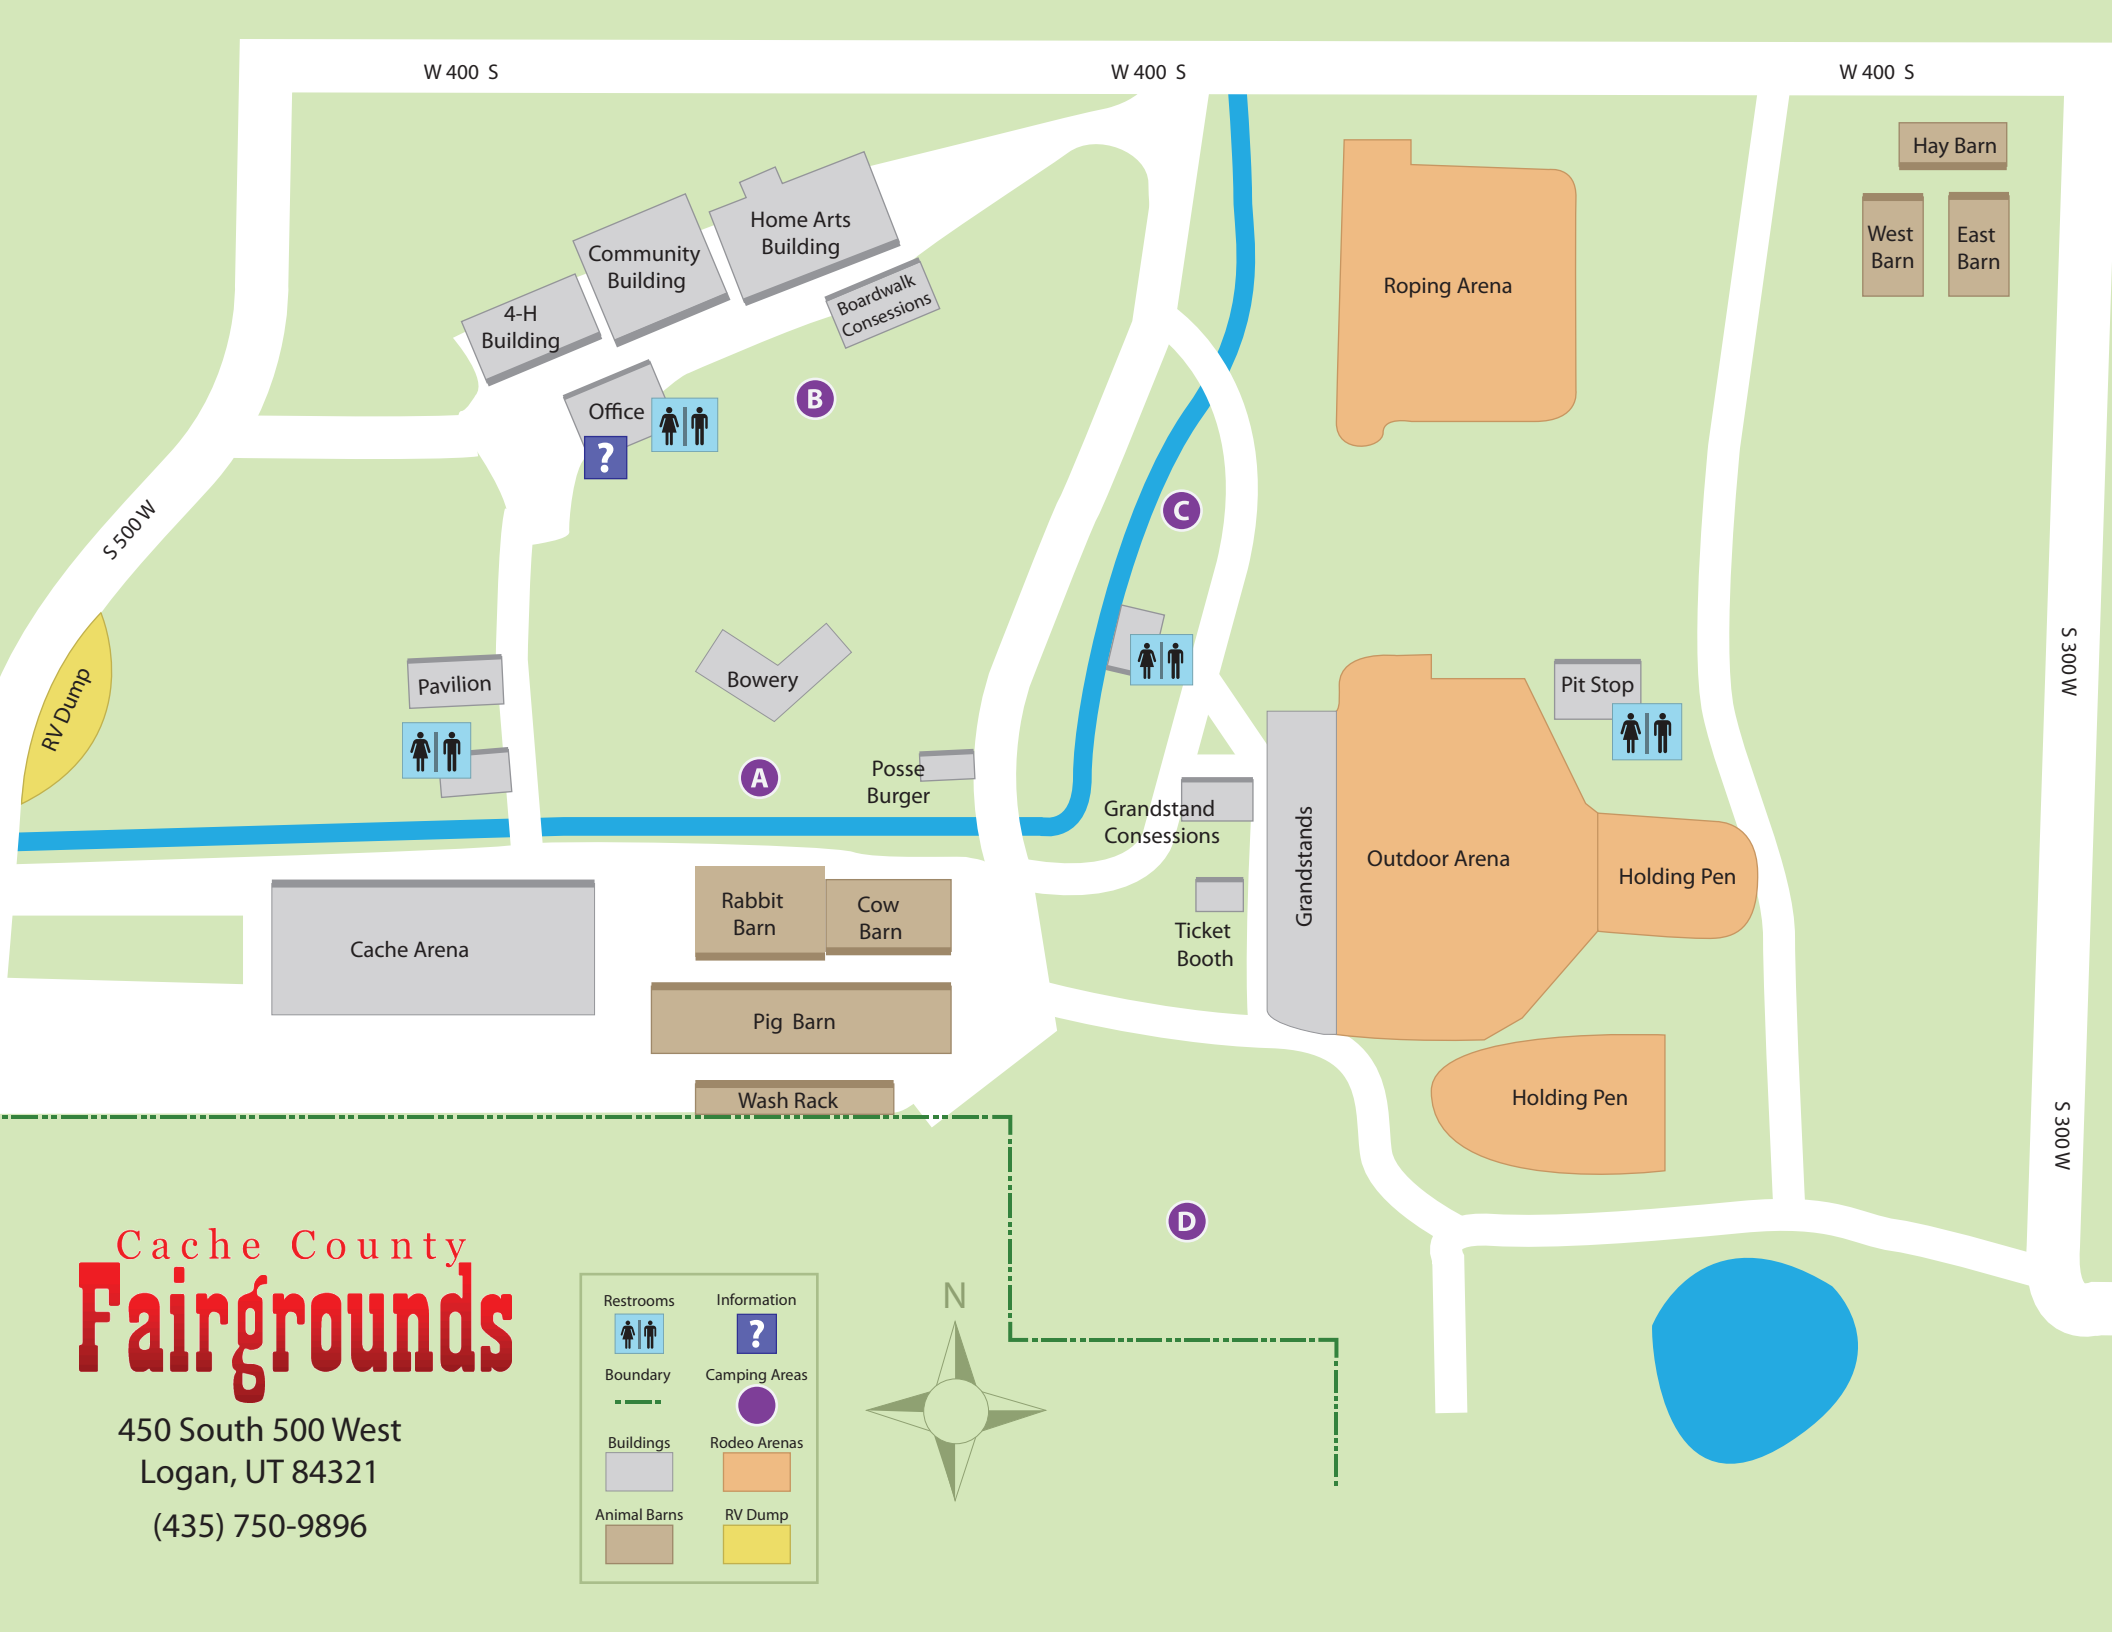 W 400 S
W 400 S
W 400 S
Hay Barn
West
Barn
East
Barn
Home Arts
Building
Community
Building
4-H
Building
Boardwalk
Consessions
Roping Arena
Office
?
B
C
S 500 W
S 300 W
RV Dump
Pavilion
Bowery
Pit Stop
Posse
Burger
A
Grandstand
Consessions
Grandstands
Outdoor Arena
Holding Pen
Rabbit
Barn
Cow
Barn
Cache Arena
Ticket
Booth
Pig Barn
Wash Rack
Holding Pen
S 300 W
D
Cache County
Fairgrounds
450 South 500 West
Logan, UT 84321
(435) 750-9896
Restrooms
Information
?
Boundary
Camping Areas
Buildings
Rodeo Arenas
Animal Barns
RV Dump
N